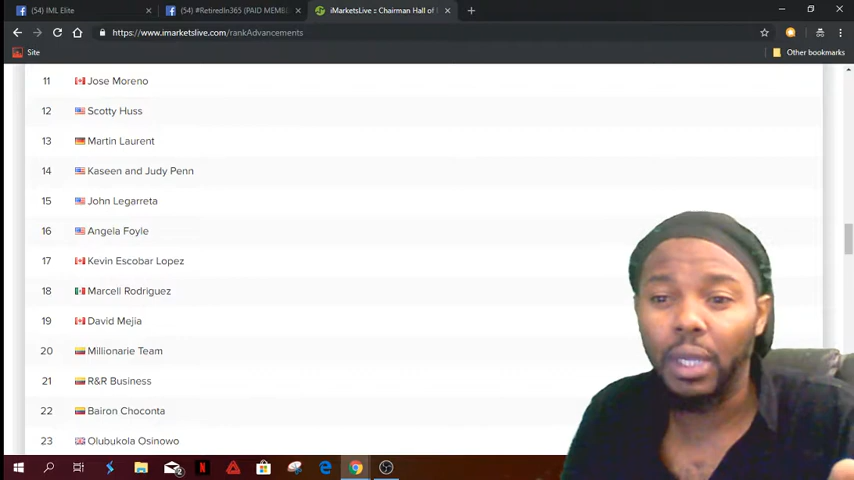 (54) IML Elite
(54) #RetiredIn365 (PAID MEMB
iMarketsLive :: Chairman Hall of
https://www.imarketslive.com/rankAdvancements
Site
Other bookmarks
11 Jose Moreno
12 Scotty Huss
13 Martin Laurent
14 Kaseen and Judy Penn
15 John Legarreta
16 Angela Foyle
17 Kevin Escobar Lopez
18 Marcell Rodriguez
19 David Mejia
20 Millionarie Team
21 R&R Business
22 Bairon Choconta
23 Olubukola Osinowo